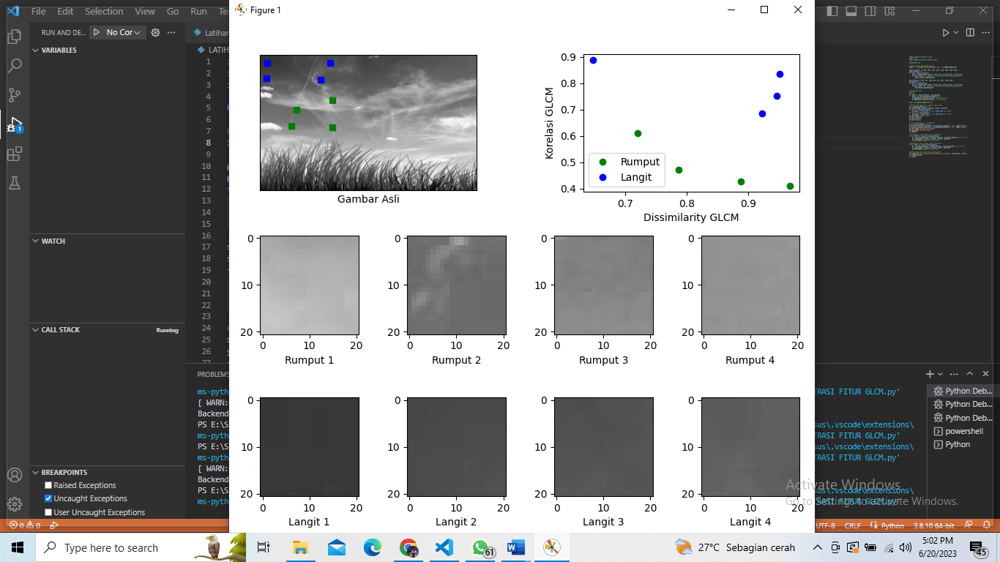 File Edit Selection View Go Run Te
Figure 1
RUN AND DE... No Cor
Latihar
VARIABLES
LATIH
1
2
3
4
5
6
7
8
9
10
11
12
13
14
15
16
17
18
19
20
21
22
23
24
25
26
27
WATCH
CALL STACK
Running
BREAKPOINTS
Raised Exceptions
Uncaught Exceptions
User Uncaught Exceptions
Gambar Asli
0.9
0.8
0.7
0.6
0.5
0.4
Korelasi GLCM
Rumput
Langit
0.7 0.8 0.9
Dissimilarity GLCM
0
10
20
0 10 20
Rumput 1
0
10
20
0 10 20
Rumput 2
0
10
20
0 10 20
Rumput 3
0
10
20
0 10 20
Rumput 4
0
10
20
0 10 20
Langit 1
0
10
20
0 10 20
Langit 2
0
10
20
0 10 20
Langit 3
0
10
20
0 10 20
Langit 4
PROBLEMS
ms-pyth
[ WARN:
Backend
PS E:\S
ms-pyth
PS E:\S
ms-pyth
[ WARN:
Backend
PS E:\S
ms-pyth
RASI FITUR GLCM.py'
sus\.vscode\extensions\
RASI FITUR GLCM.py'
sus\.vscode\extensions\
RASI FITUR GLCM.py'
sus\.vscode\extensions\
RASI FITUR GLCM.py'
Python Deb...
Python Deb...
Python Deb...
powershell
Python
Activate Windows
Go to Settings to activate Windows.
0 0
UTF-8 CRLF Python 3.8.10 64-bit
Type here to search
61
27°C Sebagian cerah
5:02 PM
6/20/2023
45